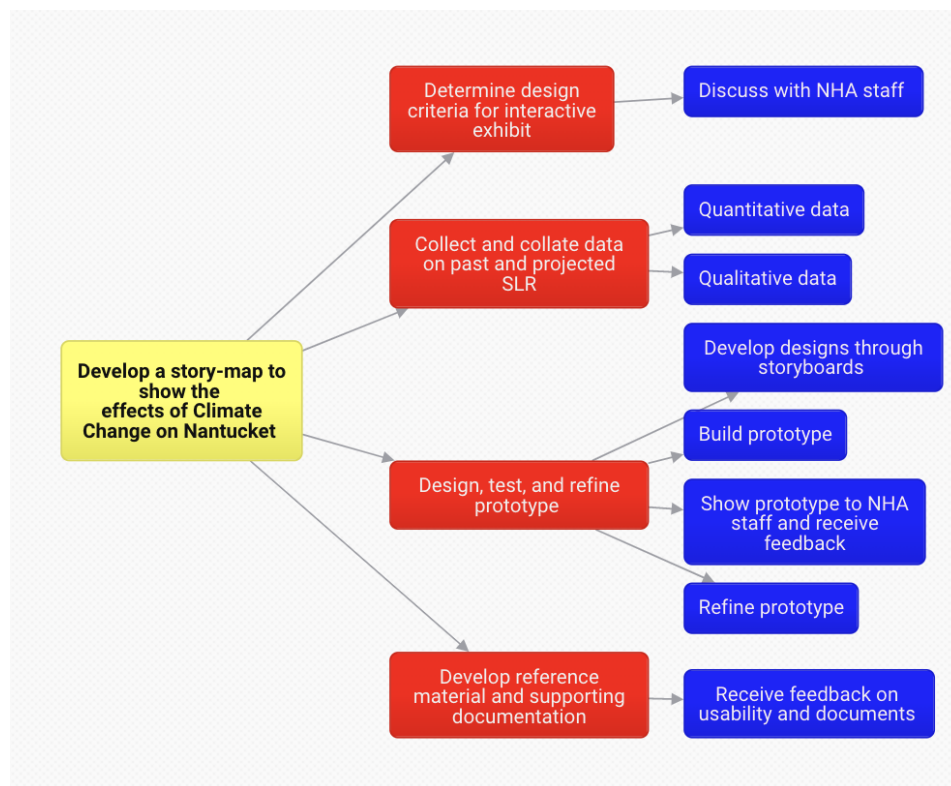 Develop a story-map to
show the
effects of Climate
Change on Nantucket
Determine design
criteria for interactive
exhibit
Discuss with NHA staff
Collect and collate data
on past and projected
SLR
Quantitative data
Qualitative data
Design, test, and refine
prototype
Develop designs through
storyboards
Build prototype
Show prototype to NHA
staff and receive
feedback
Refine prototype
Develop reference
material and supporting
documentation
Receive feedback on
usability and documents